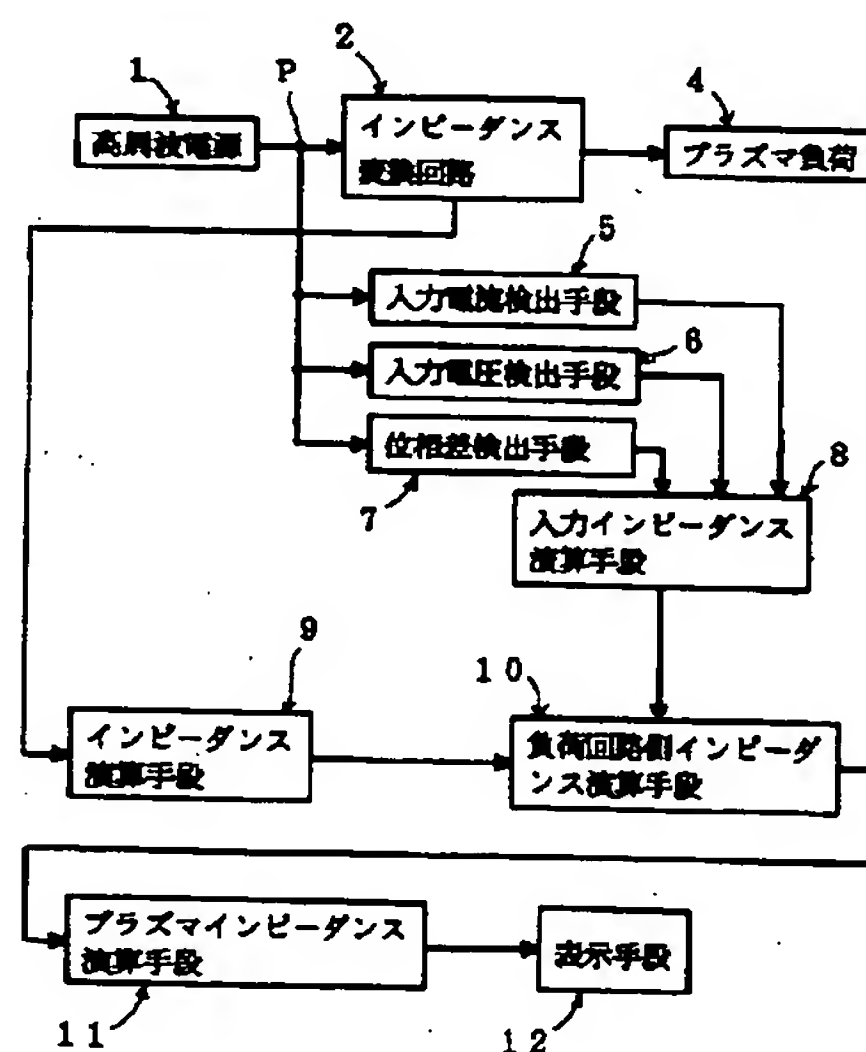 1
P
2
4
高周波電源
インピーダンス
変換回路
プラズマ負荷
5
入力電流検出手段
6
入力電圧検出手段
位相差検出手段
7
8
入力インピーダンス
演算手段
9
10
インピーダンス
演算手段
負荷回路側インピーダ
ンス演算手段
プラズマインピーダンス
演算手段
表示手段
11
12